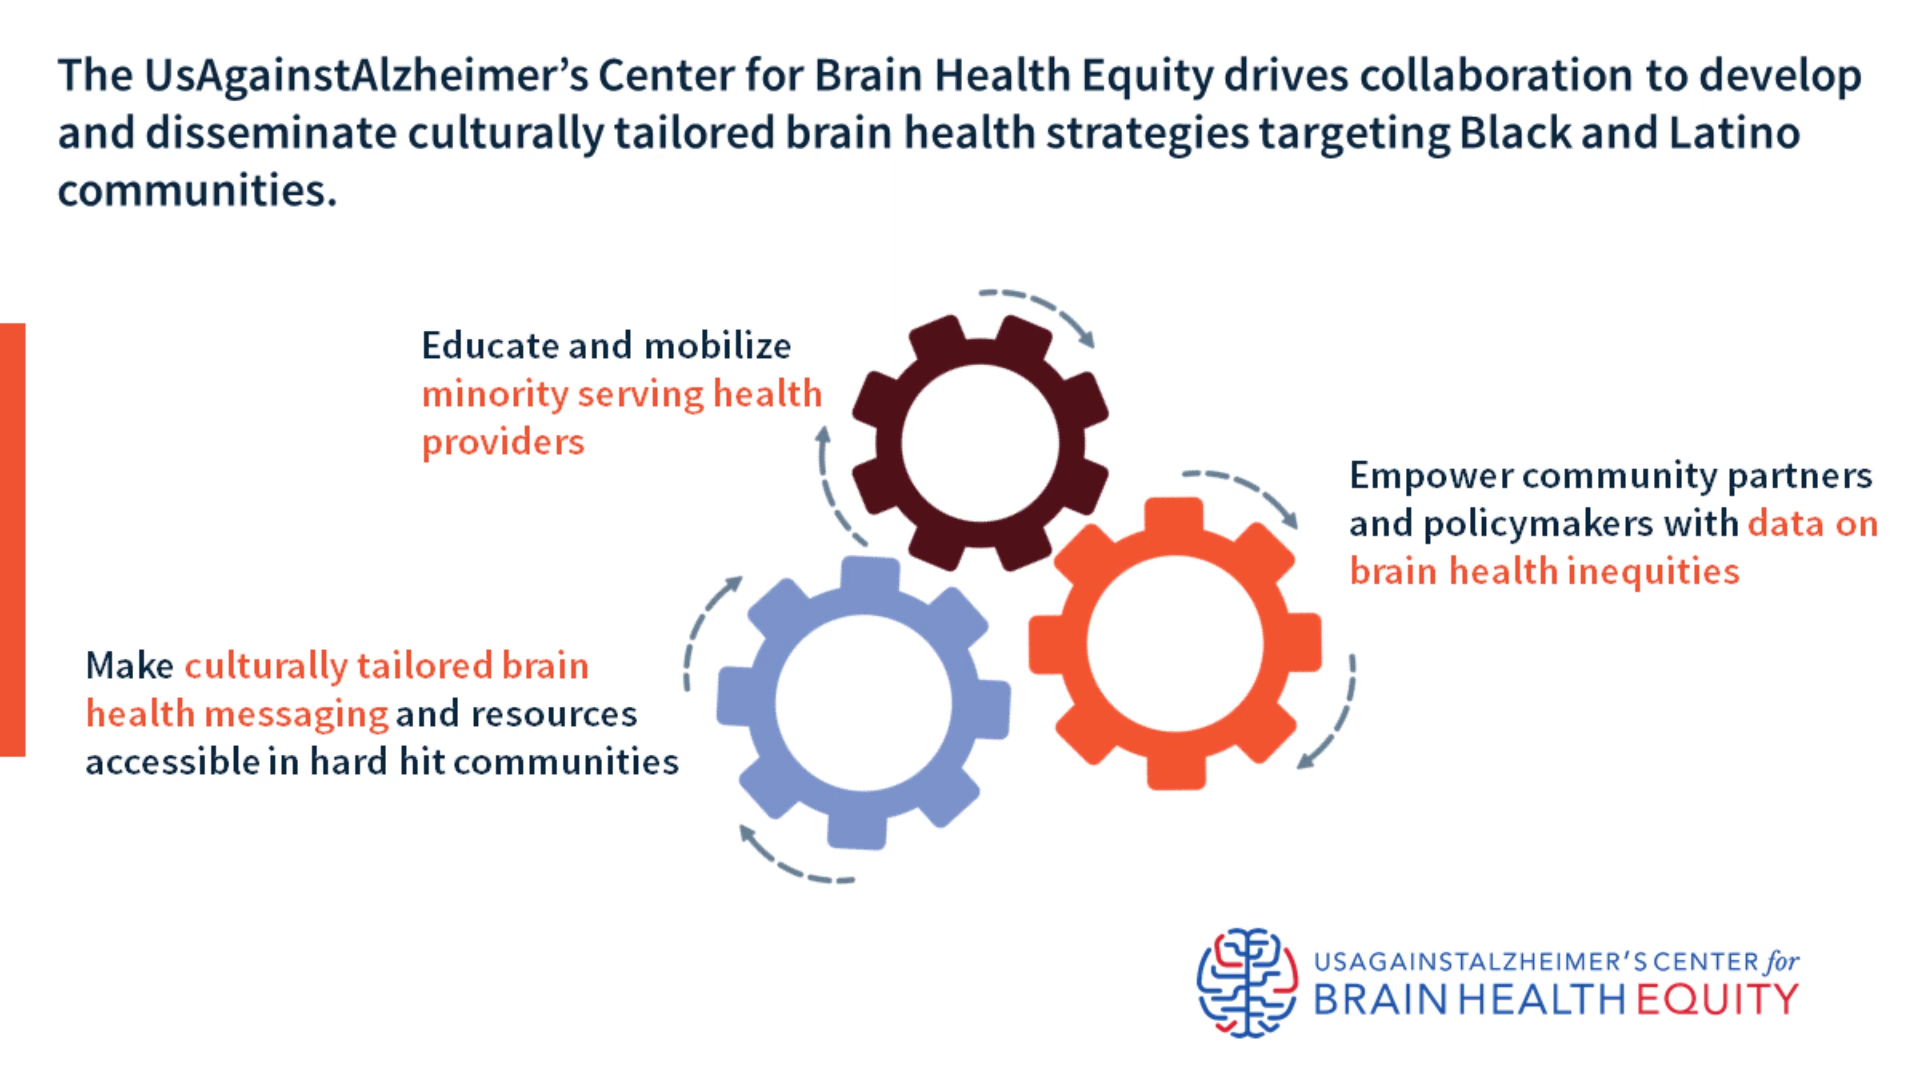 The UsAgainstAlzheimer’s Center for Brain Health Equity drives collaboration to develop
and disseminate culturally tailored brain health strategies targeting Black and Latino
communities.
Educate and mobilize
minority serving health
providers
Empower community partners
and policymakers with data on
brain health inequities
Make culturally tailored brain
health messaging and resources
accessible in hard hit communities
USAGAINSTALZHEIMER’S CENTER for
BRAIN HEALTH EQUITY